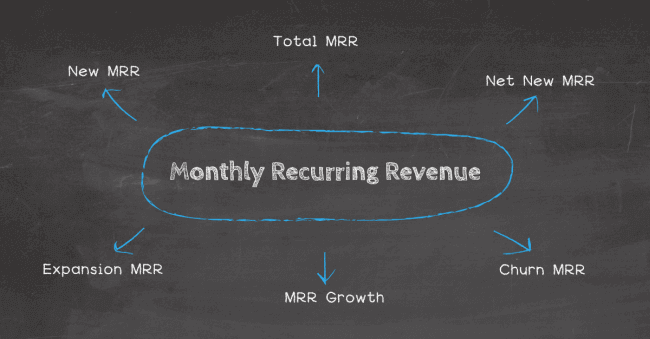 Total MRR
New MRR
Net New MRR
Monthly Recurring Revenue
Expansion MRR
Churn MRR
MRR Growth